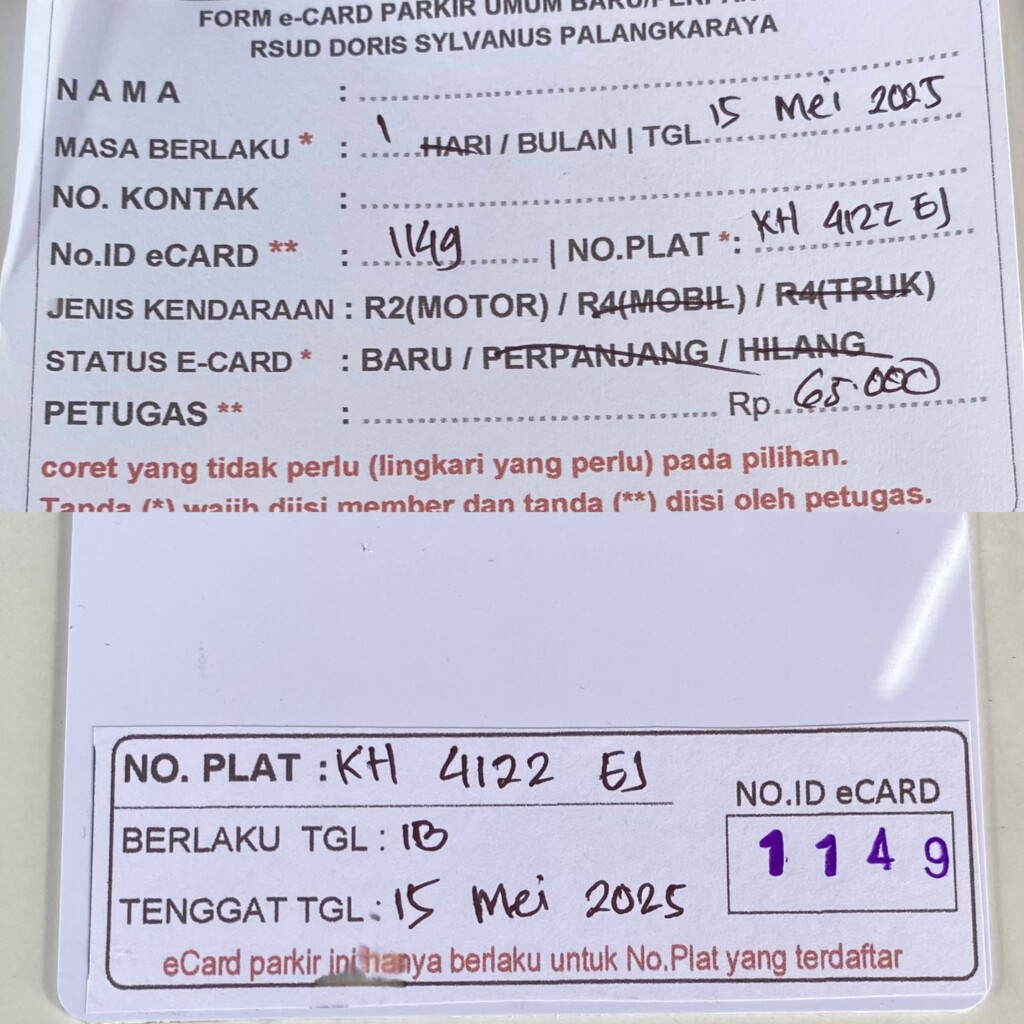 FORM e-CARD PARKIR UMUM
RSUD DORIS SYLVANUS PALANGKARAYA
N A M A :
MASA BERLAKU * : 1 HARI / BULAN | TGL 15 Mei 2025
NO. KONTAK :
No.ID eCARD ** : 1149 | NO.PLAT *: KH 4122 EJ
JENIS KENDARAAN : R2(MOTOR) / R4(MOBIL) / R4(TRUK)
STATUS E-CARD * : BARU / PERPANJANG / HILANG
PETUGAS ** : Rp. 65.000
coret yang tidak perlu (lingkari yang perlu) pada pilihan.
Tanda (*) wajib diisi member dan tanda (**) diisi oleh petugas.
NO. PLAT : KH 4122 EJ
NO.ID eCARD
1149
BERLAKU TGL : 1B
TENGGAT TGL : 15 Mei 2025
eCard parkir ini hanya berlaku untuk No.Plat yang terdaftar